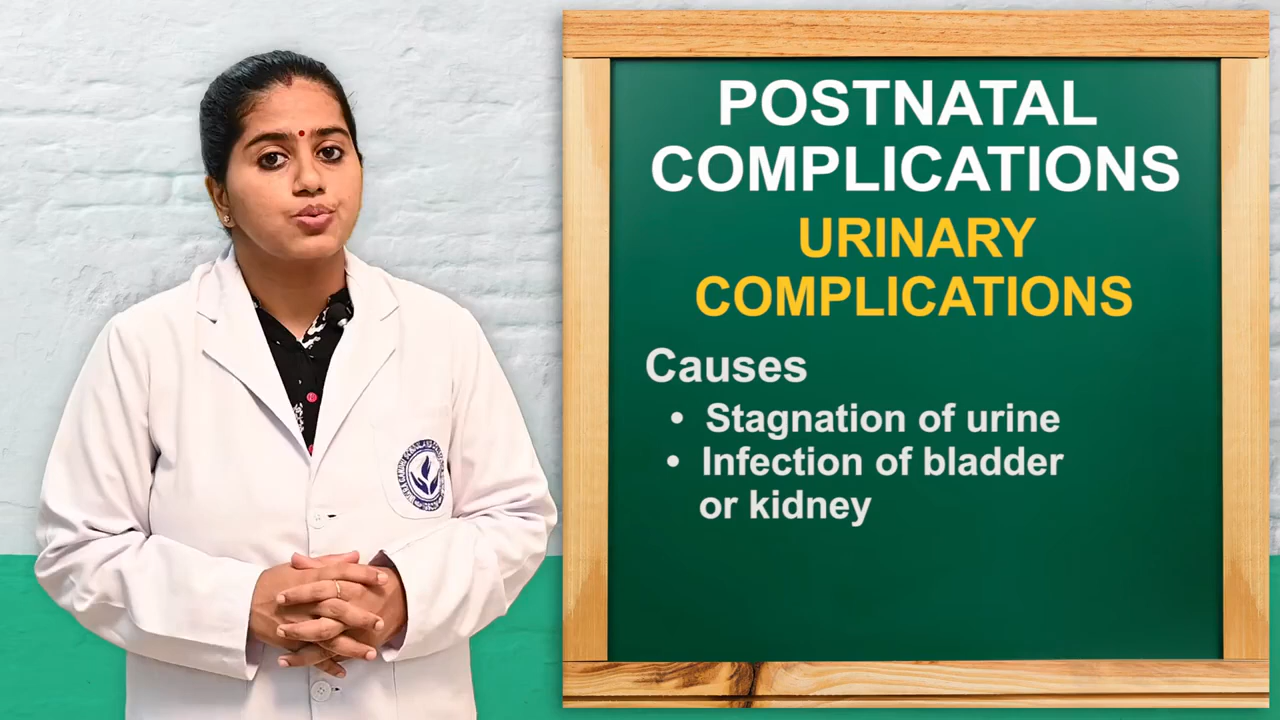 POSTNATAL
COMPLICATIONS
URINARY
COMPLICATIONS
Causes
• Stagnation of urine
• Infection of bladder
or kidney